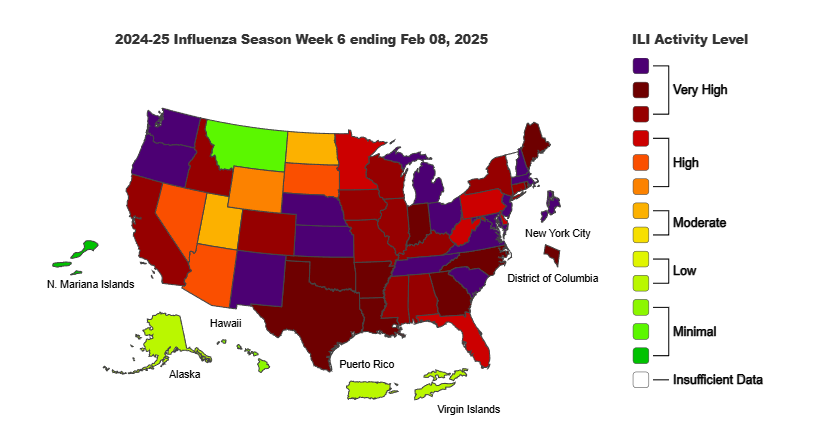 2024-25 Influenza Season Week 6 ending Feb 08, 2025
ILI Activity Level
Very High
High
Moderate
Low
Minimal
Insufficient Data
New York City
District of Columbia
N. Mariana Islands
Hawaii
Alaska
Puerto Rico
Virgin Islands